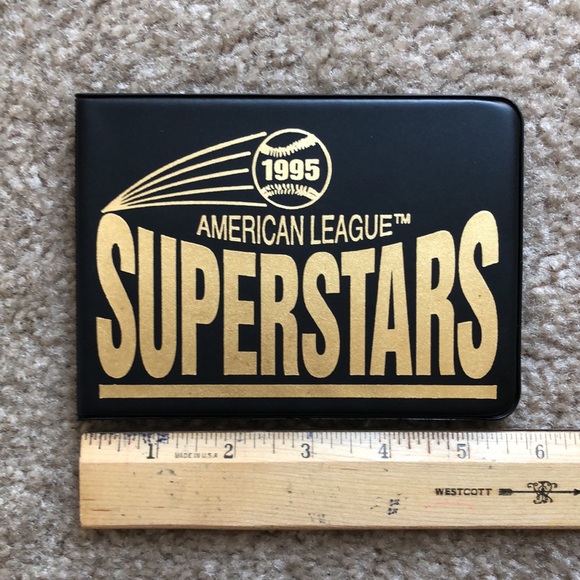 1995
AMERICAN LEAGUE™
SUPERSTARS
1 2 3 4 5 6
MADE IN U.S.A.
WESTCOTT